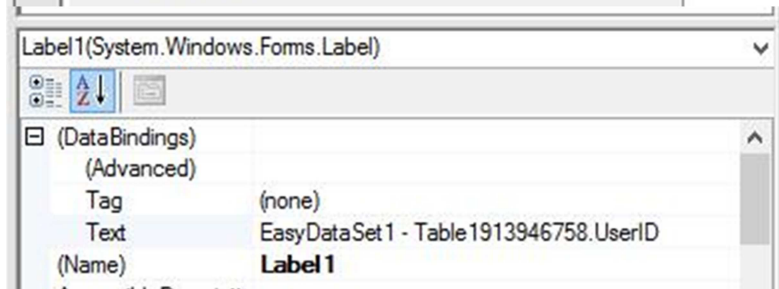 Label1(System.Windows.Forms.Label)
(DataBindings)
(Advanced)
Tag (none)
Text EasyDataSet1 - Table1913946758.UserID
(Name) Label1